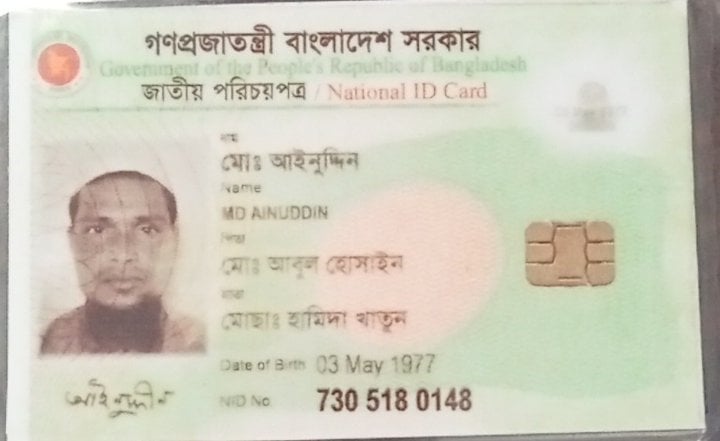 গণপ্রজাতন্ত্রী বাংলাদেশ সরকার
Government of the People's Republic of Bangladesh
জাতীয় পরিচয়পত্র / National ID Card
নাম
মোঃ আইনুদ্দিন
Name
MD AINUDDIN
পিতা
মোঃ আবুল হোসাইন
মাতা
মোছাঃ হামিদা খাতুন
Date of Birth 03 May 1977
আইনুদ্দীন
NID No. 730 518 0148